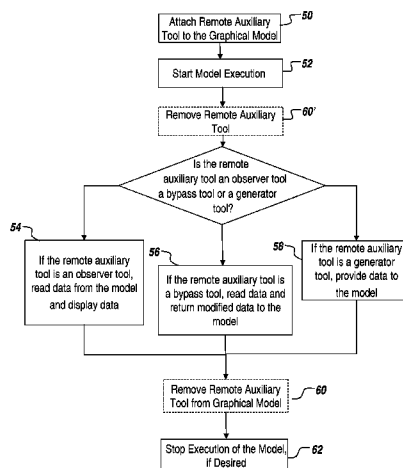 Attach Remote Auxiliary
Tool to the Graphical Model
50
Start Model Execution
52
Remove Remote Auxiliary
Tool
60'
Is the remote
auxiliary tool an observer tool
a bypass tool or a generator
tool?
54
If the remote auxiliary
tool is an observer tool,
read data from the model
and display data
56
If the remote auxiliary tool is
a bypass tool, read data and
return modified data to the
model
58
If the remote auxiliary
tool is a generator
tool, provide data to
the model
Remove Remote Auxiliary
Tool from Graphical Model
60
Stop Execution of the Model,
if Desired
62